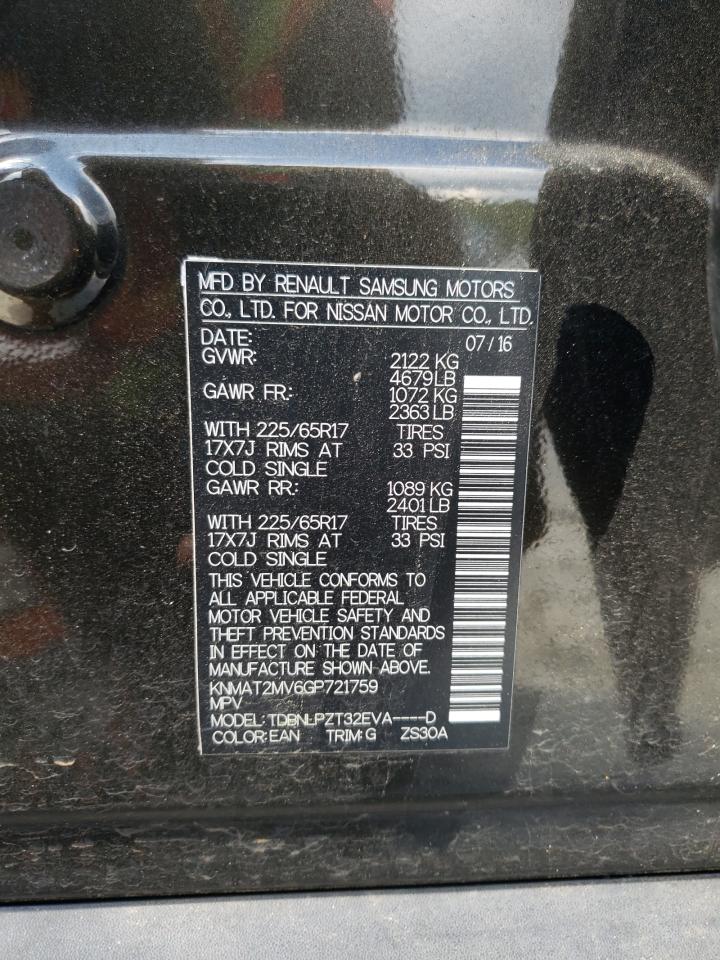 MFD BY RENAULT SAMSUNG MOTORS
CO., LTD. FOR NISSAN MOTOR CO., LTD.
DATE: 07/16
GVWR: 2122 KG
4679 LB
GAWR FR: 1072 KG
2363 LB
WITH 225/65R17 TIRES
17X7J RIMS AT 33 PSI
COLD SINGLE
GAWR RR: 1089 KG
2401 LB
WITH 225/65R17 TIRES
17X7J RIMS AT 33 PSI
COLD SINGLE
THIS VEHICLE CONFORMS TO
ALL APPLICABLE FEDERAL
MOTOR VEHICLE SAFETY AND
THEFT PREVENTION STANDARDS
IN EFFECT ON THE DATE OF
MANUFACTURE SHOWN ABOVE.
KNMAT2MV6GP721759
MPV
MODEL: TDBNLPZT32EVA----D
COLOR:EAN TRIM:G ZS30A